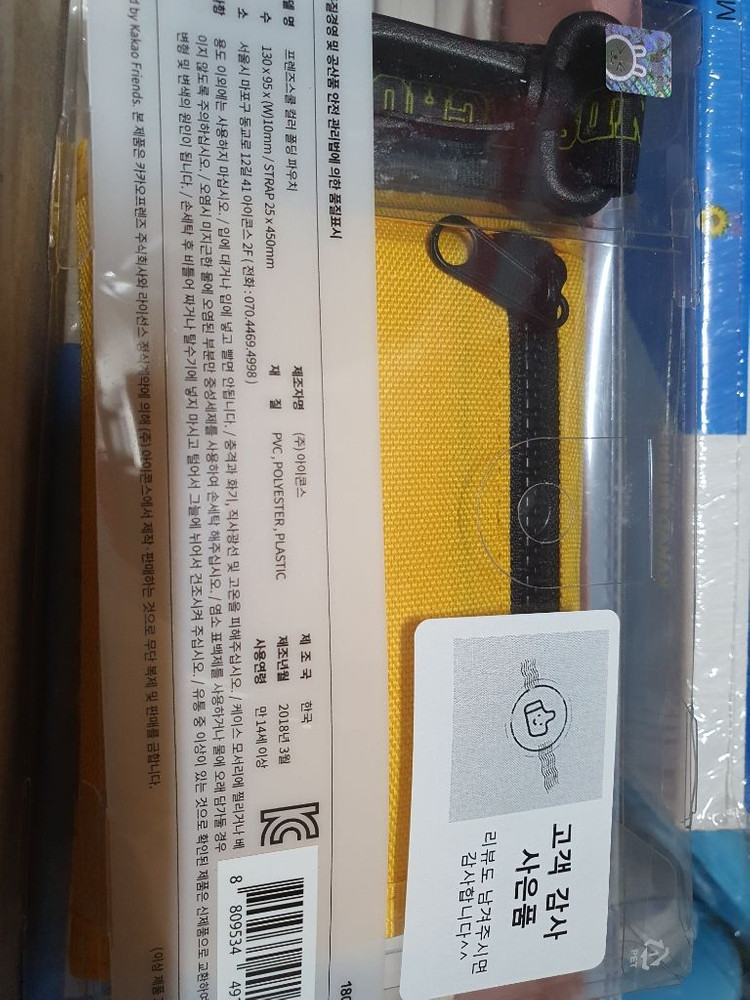 질경영 및 공산품 안전 관리법에 의한 품질표시
델 명 프렌즈스쿨 컬러 폴딩 파우치 제조자명 (주)아이콘스 제 조 국 한국
수 130 x 95 x (W)10mm / STRAP 25 x 450mm 재 질 PVC, POLYESTER, PLASTIC 제조년월 2018년 3월
소 서울시 마포구 동교로 12길 41 아이콘스 2F ( 전화 : 070.4469.4998 ) 사용연령 만 14세 이상
사항 용도 이외에는 사용하지 마십시오. / 입에 대거나 입에 넣고 빨면 안됩니다. / 충격과 화기, 직사광선 및 고온을 피해주십시오. / 케이스 모서리에 찔리거나 베
이지 않도록 주의하십시오. / 오염시 미지근한 물에 오염된 부분만 중성세제를 사용하여 손세탁 해주십시오. / 염소 표백제를 사용하거나 물에 오래 담가둘 경우
변형 및 변색의 원인이 됩니다. / 손세탁 후 비틀어 짜거나 탈수기에 넣지 마시고 털어서 그늘에 뉘어서 건조시켜 주십시오. / 유통 중 이상이 있는 것으로 확인된 제품은 신제품으로 교환하여
d by Kakao Friends. 본 제품은 카카오프렌즈 주식회사와 라이선스 정식계약에 의해 (주)아이콘스에서 제작·판매하는 것으로 무단 복제 및 판매를 금합니다.
(이상 제품
8 809534 49
180
고객 감사
사은품
리뷰도 남겨주시면
감사합니다^^
PET